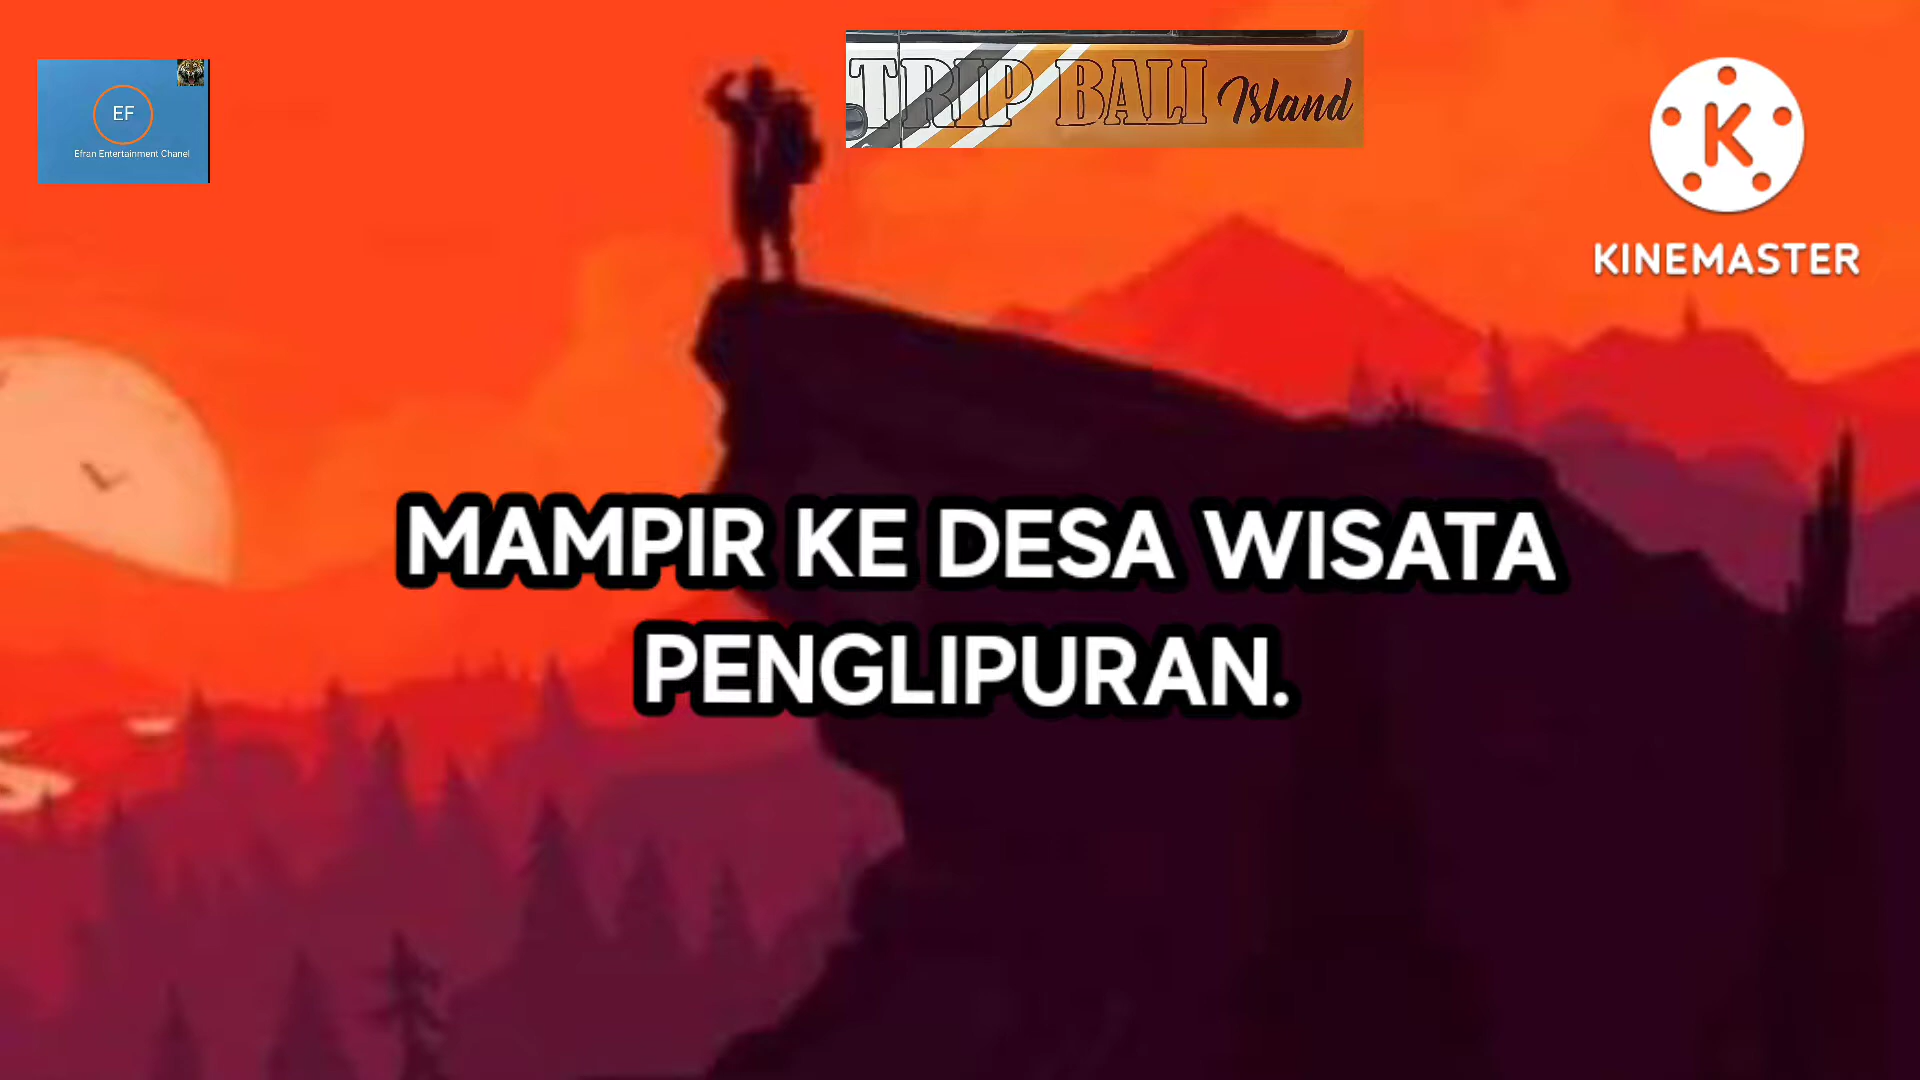 EF
Efran Entertainment Chanel
TRIP BALI Island
K
KINEMASTER
MAMPIR KE DESA WISATA
PENGLIPURAN.